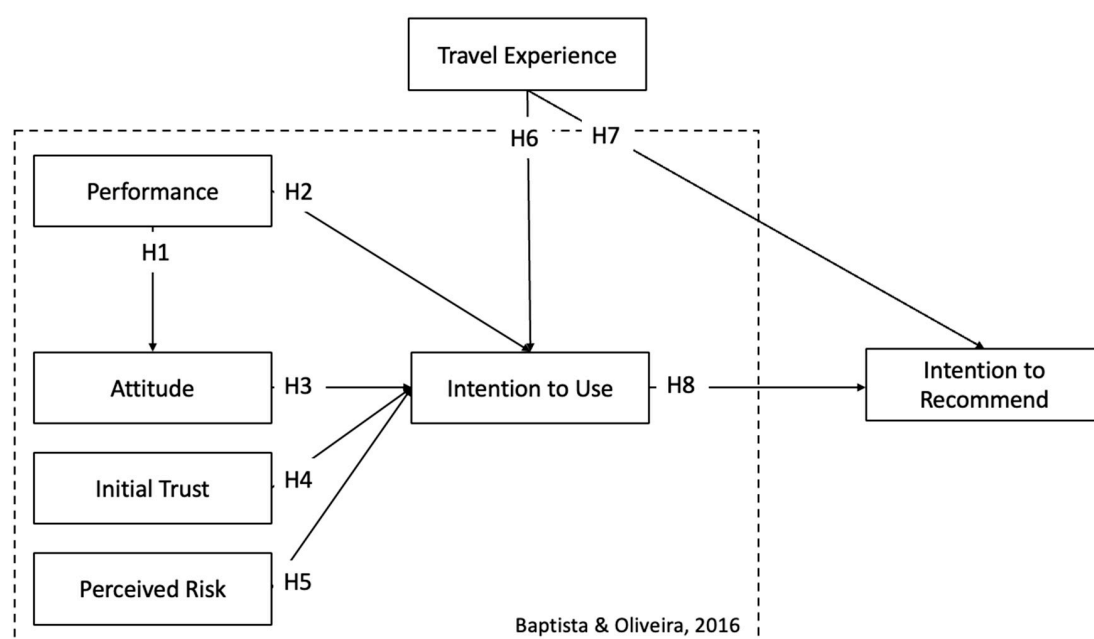 Travel Experience
H6
H7
Performance
H2
H1
Attitude
H3
Intention to Use
H8
Intention to
Recommend
Initial Trust
H4
Perceived Risk
H5
Baptista & Oliveira, 2016